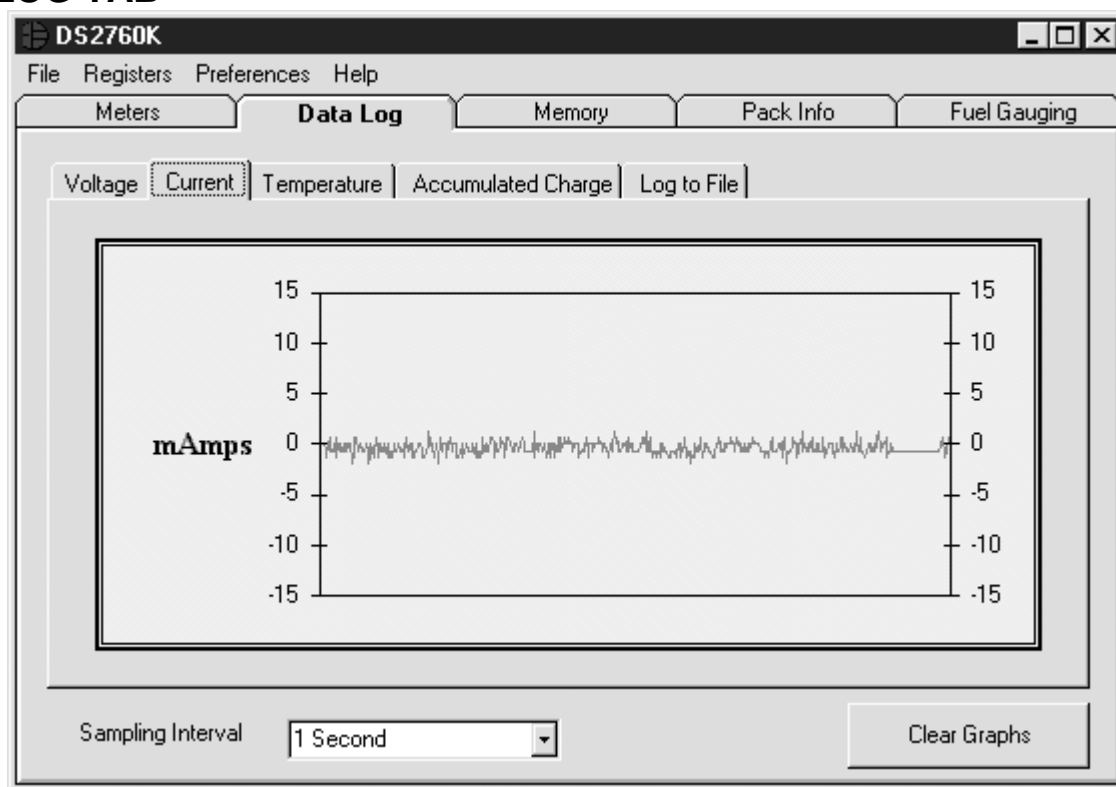 LOG TAB
DS2760K
File Registers Preferences Help
Meters Data Log Memory Pack Info Fuel Gauging
Voltage Current Temperature Accumulated Charge Log to File
15 15
10 10
5 5
mAmps 0 0
-5 -5
-10 -10
-15 -15
Sampling Interval 1 Second Clear Graphs